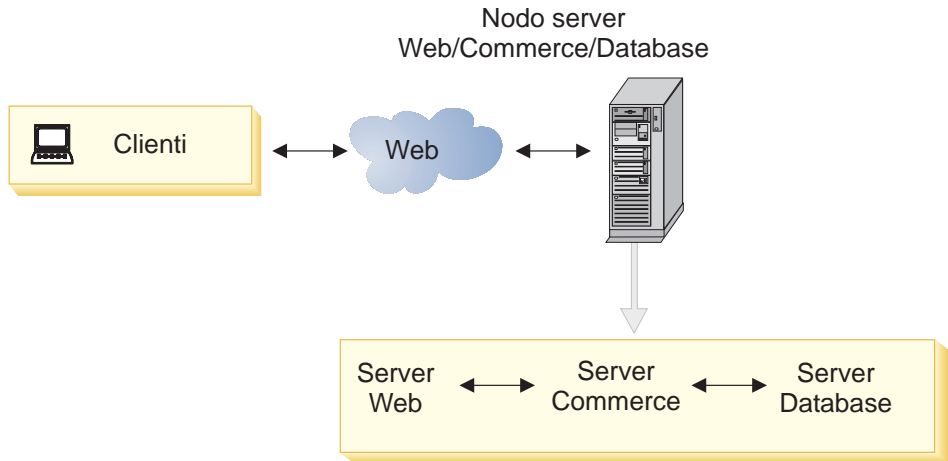 Nodo server
Web/Commerce/Database
Clienti
Web
Server
Web
Server
Commerce
Server
Database